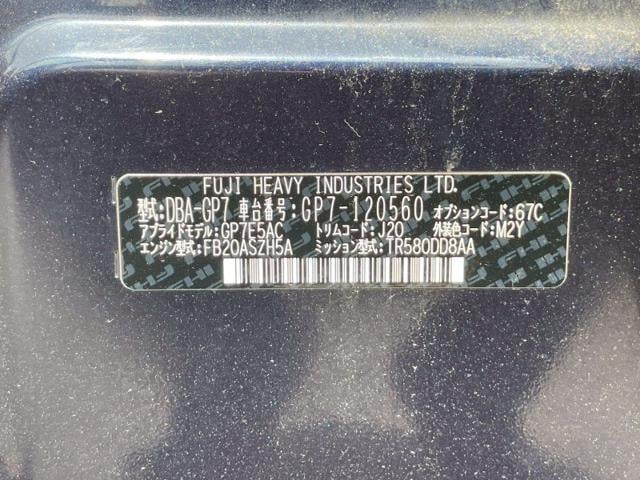 FUJI HEAVY INDUSTRIES LTD.
型式:DBA-GP7 車台番号:GP7-120560 オプションコード:67C
アプライドモデル:GP7E5AC トリムコード:J20 外装色コード:M2Y
エンジン型式:FB20ASZH5A ミッション型式:TR580DD8AA